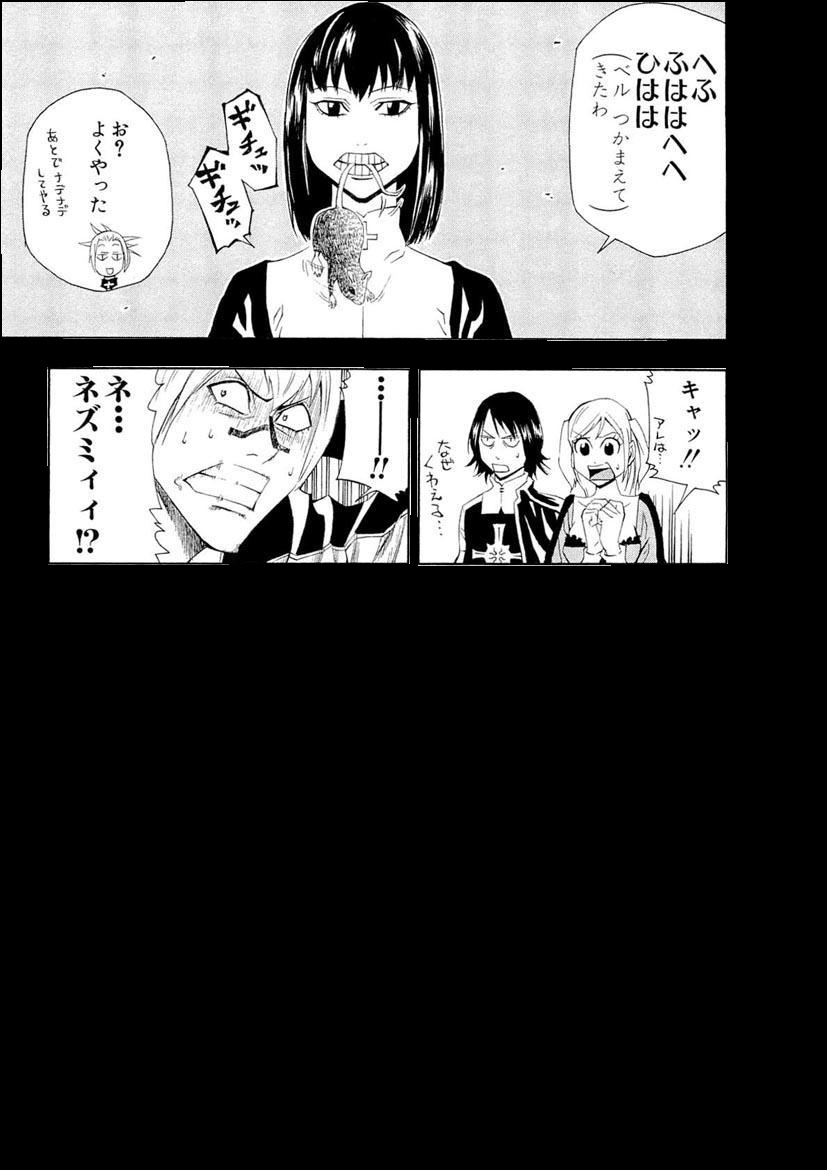 へふ
ふははへへ
ひはは
（ベル つかまえて
きたわ）
ギチェッ
ギチュッ
お？
よくやった
あとでナデナデ
してやる
キャッ!!
アレは…
なぜ
くわえる…
…――!!
ネ…
ネズミィィ!?